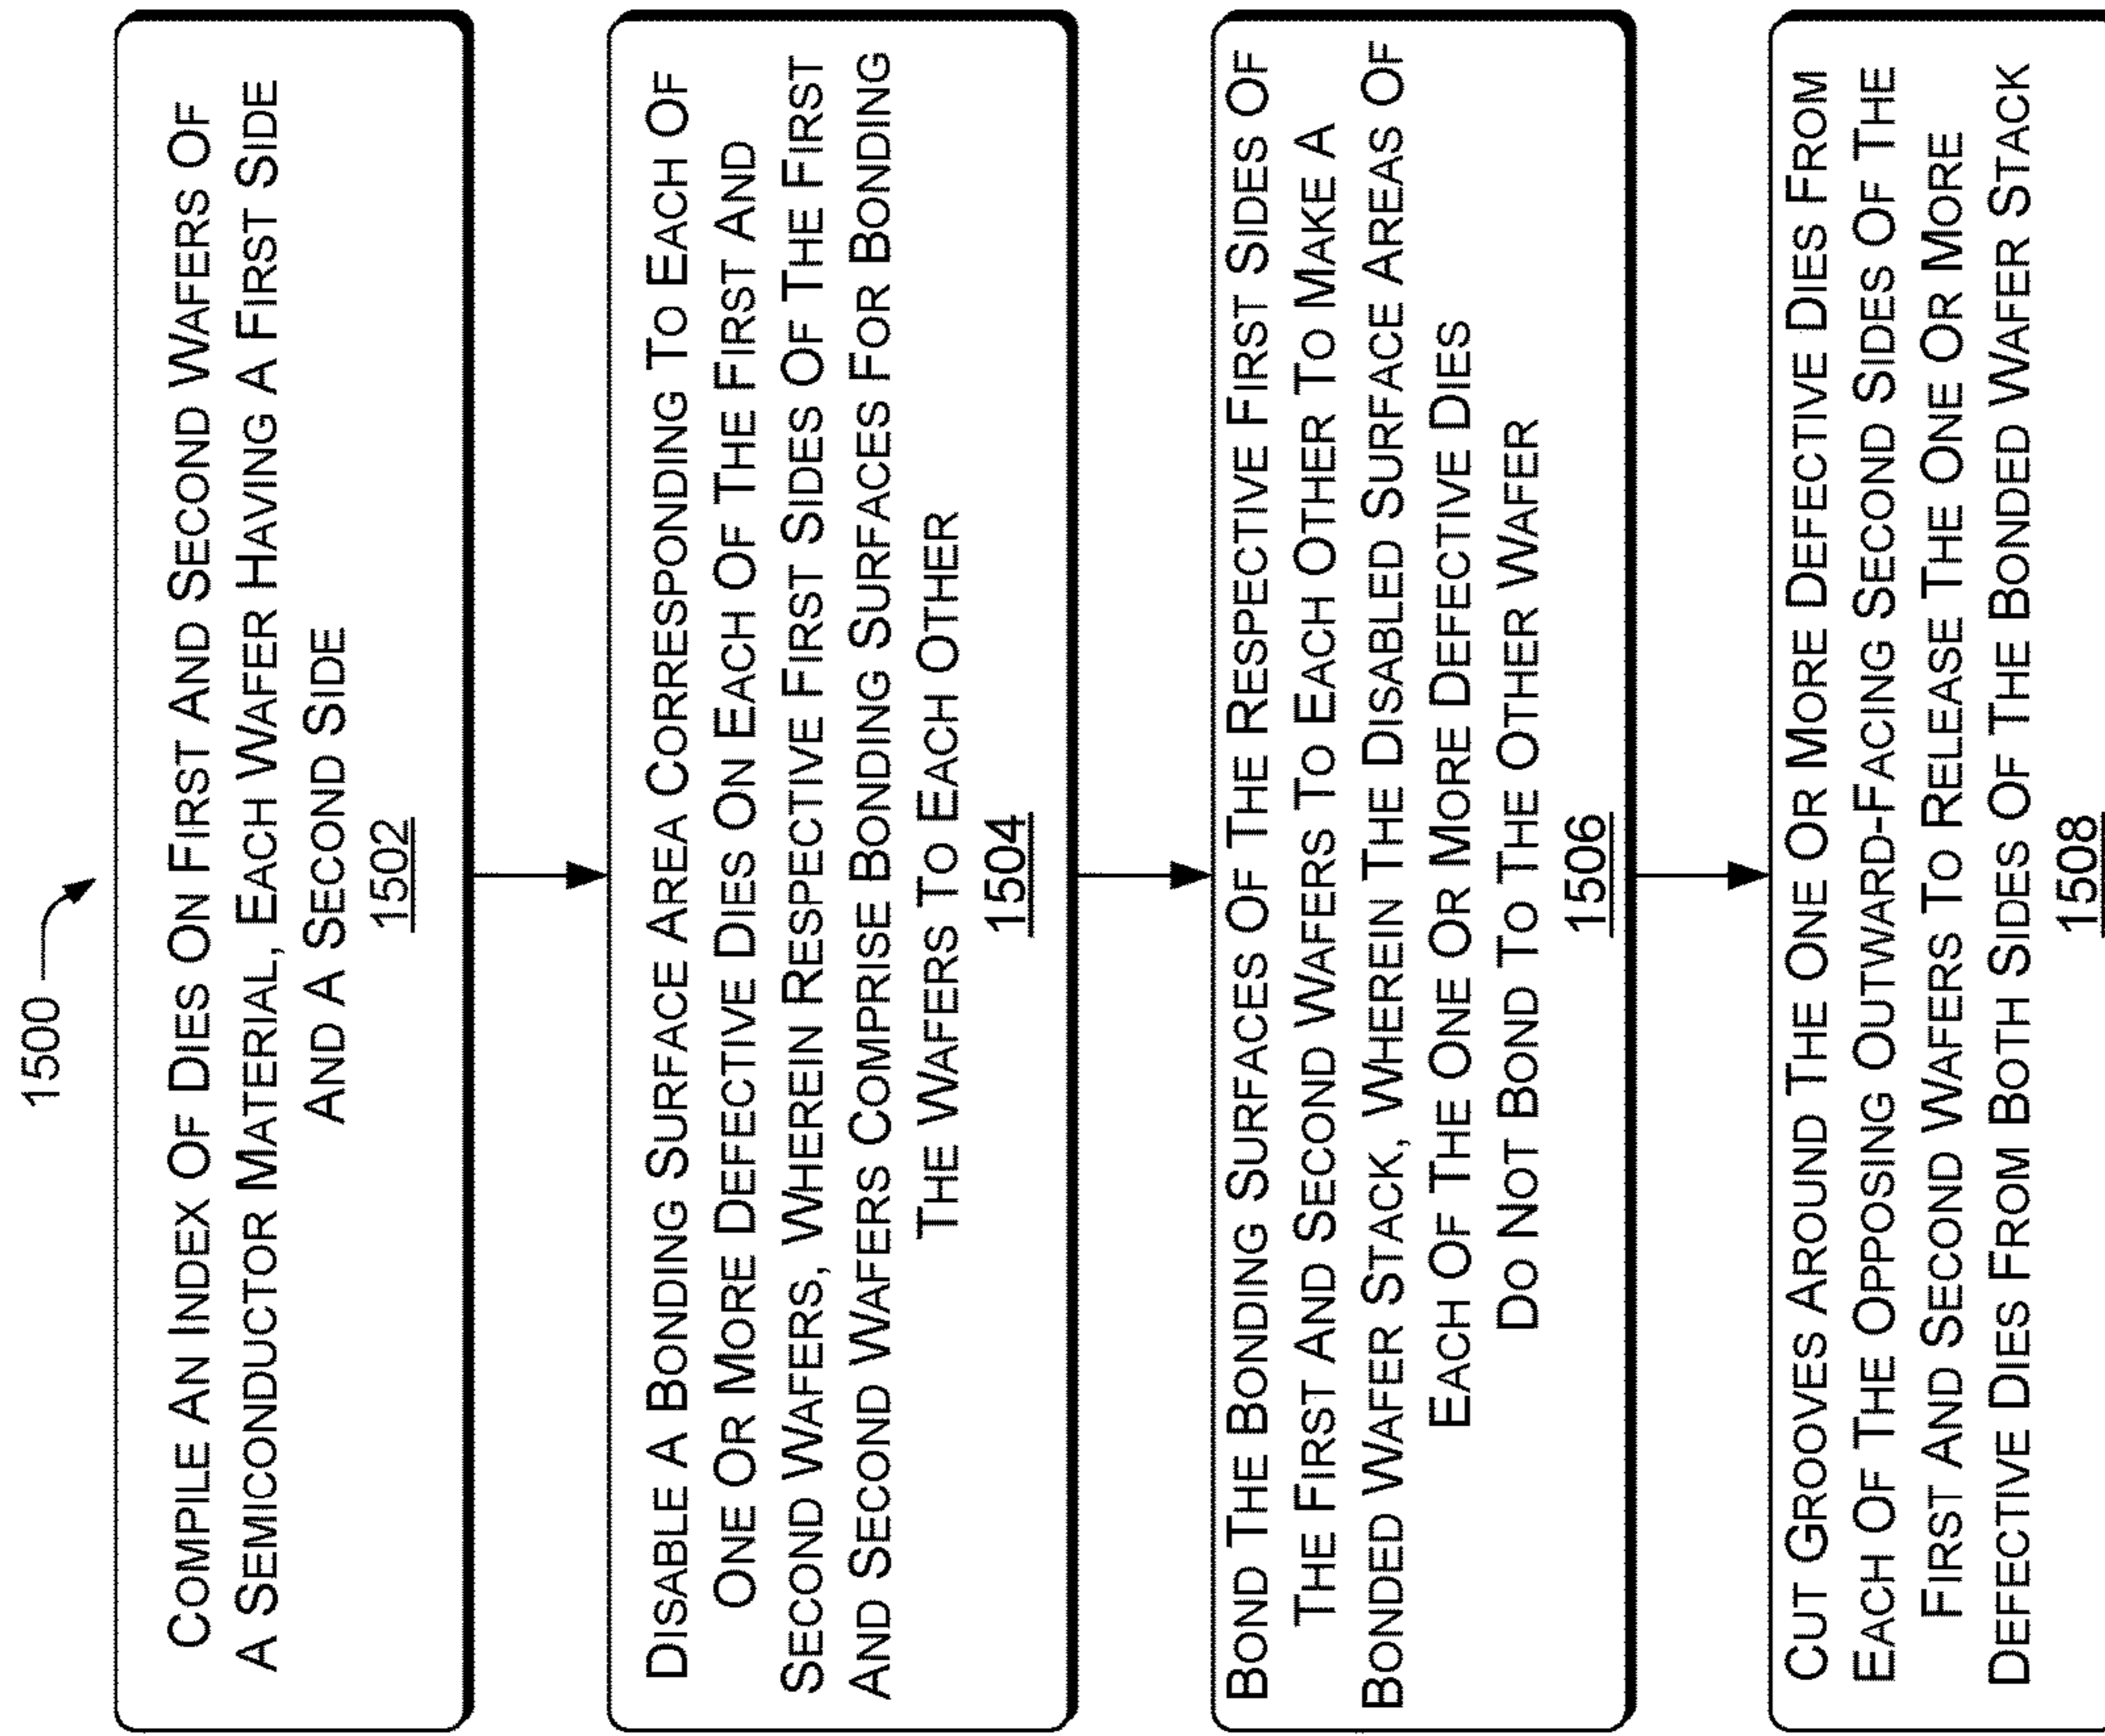 1500
COMPILE AN INDEX OF DIES ON FIRST AND SECOND WAFERS OF
A SEMICONDUCTOR MATERIAL, EACH WAFER HAVING A FIRST SIDE
AND A SECOND SIDE
1502
DISABLE A BONDING SURFACE AREA CORRESPONDING TO EACH OF
ONE OR MORE DEFECTIVE DIES ON EACH OF THE FIRST AND
SECOND WAFERS, WHEREIN RESPECTIVE FIRST SIDES OF THE FIRST
AND SECOND WAFERS COMPRISE BONDING SURFACES FOR BONDING
THE WAFERS TO EACH OTHER
1504
BOND THE BONDING SURFACES OF THE RESPECTIVE FIRST SIDES OF
THE FIRST AND SECOND WAFERS TO EACH OTHER TO MAKE A
BONDED WAFER STACK, WHEREIN THE DISABLED SURFACE AREAS OF
EACH OF THE ONE OR MORE DEFECTIVE DIES
DO NOT BOND TO THE OTHER WAFER
1506
CUT GROOVES AROUND THE ONE OR MORE DEFECTIVE DIES FROM
EACH OF THE OPPOSING OUTWARD-FACING SECOND SIDES OF THE
FIRST AND SECOND WAFERS TO RELEASE THE ONE OR MORE
DEFECTIVE DIES FROM BOTH SIDES OF THE BONDED WAFER STACK
1508